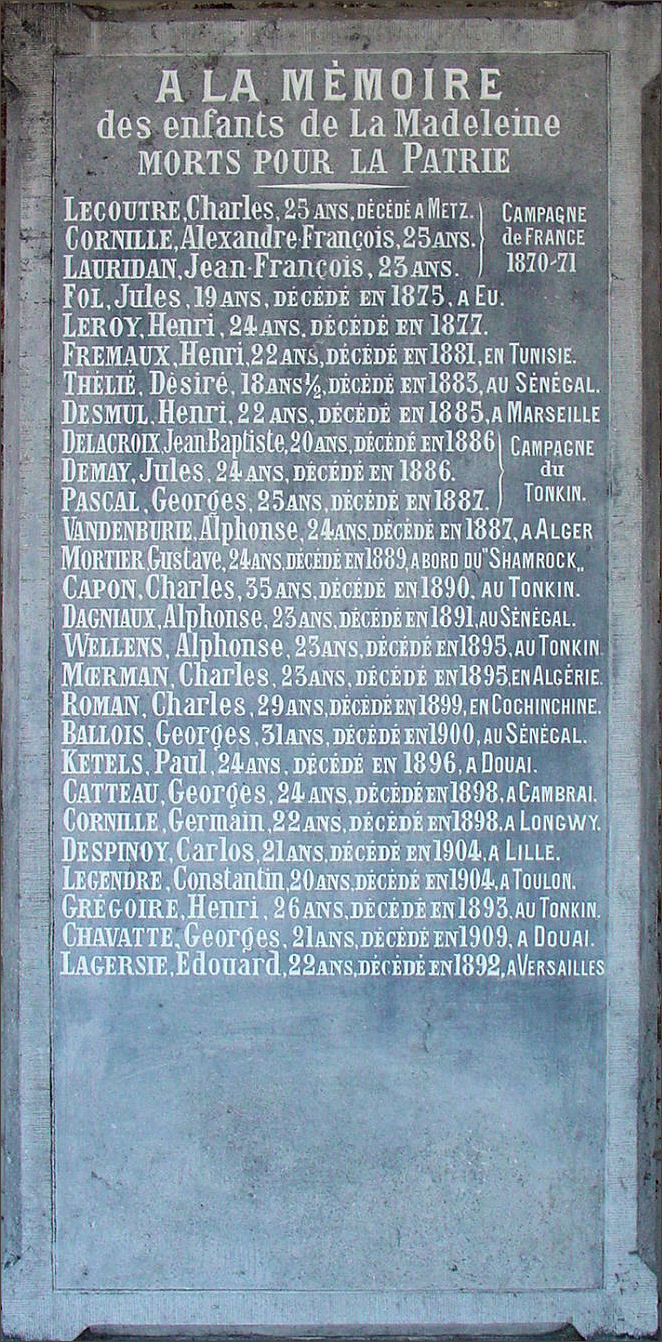 A LA MÈMOIRE
des enfants de La Madeleine
MORTS POUR LA PATRIE
LECOUTRE, Charles, 25 ANS, DÉCÉDÉ A METZ.
CORNILLE, Alexandre-François, 25 ANS.
LAURIDAN, Jean-François, 23 ANS.
CAMPAGNE
de FRANCE
1870-71
FOL, Jules, 19 ANS, DÉCÉDÉ EN 1875, A EU.
LEROY, Henri, 24 ANS, DÉCÉDÉ EN 1877.
FREMAUX, Henri, 22 ANS, DÉCÉDÉ EN 1881, EN TUNISIE.
THÉLIÉ, Dèsiré, 18 ANS ½, DÉCÉDÉ EN 1883, AU SÉNÉGAL.
DESMUL, Henri, 22 ANS, DÉCÉDÉ EN 1885, A MARSEILLE
DELACROIX, Jean Baptiste, 20 ANS, DÉCÉDÉ EN 1886
DEMAY, Jules, 24 ANS, DÉCÉDÉ EN 1886.
PASCAL, Georges, 25 ANS, DÉCÉDÉ EN 1887.
CAMPAGNE
du
TONKIN.
VANDENBURIE, Alphonse, 24 ANS, DÉCÉDÉ EN 1887, A ALGER
MORTIER, Gustave, 24 ANS, DÉCÉDÉ EN 1889, A BORD DU "SHAMROCK„
CAPON, Charles, 35 ANS, DÉCÉDÉ EN 1890, AU TONKIN.
DAGNIAUX, Alphonse, 23 ANS, DÉCÉDÉ EN 1891, AU SÉNÉGAL.
WELLENS, Alphonse, 23 ANS, DÉCÉDÉ EN 1895, AU TONKIN
MŒRMAN, Charles, 23 ANS, DÉCÉDÉ EN 1895, EN ALGÉRIE.
ROMAN, Charles, 29 ANS, DÉCÉDÉ EN 1899, EN COCHINCHINE.
BALLOIS, Georges, 31 ANS, DÉCÉDÉ EN 1900, AU SÉNÉGAL.
KETELS, Paul, 24 ANS, DÉCÉDÉ EN 1896, A DOUAI.
CATTEAU, Georges, 24 ANS, DÉCÉDÉ EN 1898, A CAMBRAI.
CORNILLE, Germain, 22 ANS, DÉCÉDÉ EN 1898, A LONGWY.
DESPINOY, Carlos, 21 ANS, DÉCÉDÉ EN 1904, A LILLE.
LEGENDRE, Constantin, 20 ANS, DÉCÉDÉ EN 1904, A TOULON.
GRÉGOIRE, Henri, 26 ANS, DÉCÉDÉ EN 1893, AU TONKIN.
CHAVATTE, Georges, 21 ANS, DÉCÉDÉ EN 1909, A DOUAI.
LAGERSIE, Edouard, 22 ANS, DÉCÉDÉ EN 1892, A VERSAILLES